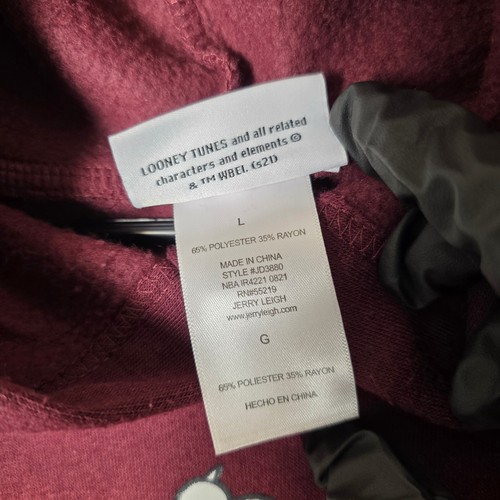 LOONEY TUNES and all related
characters and elements ©
& ™ WBEI. (s21)
L
65% POLYESTER 35% RAYON
MADE IN CHINA
STYLE #JD3880
NBA IR4221 0821
RN#55219
JERRY LEIGH
www.jerryleigh.com
G
65% POLIESTER 35% RAYON
HECHO EN CHINA